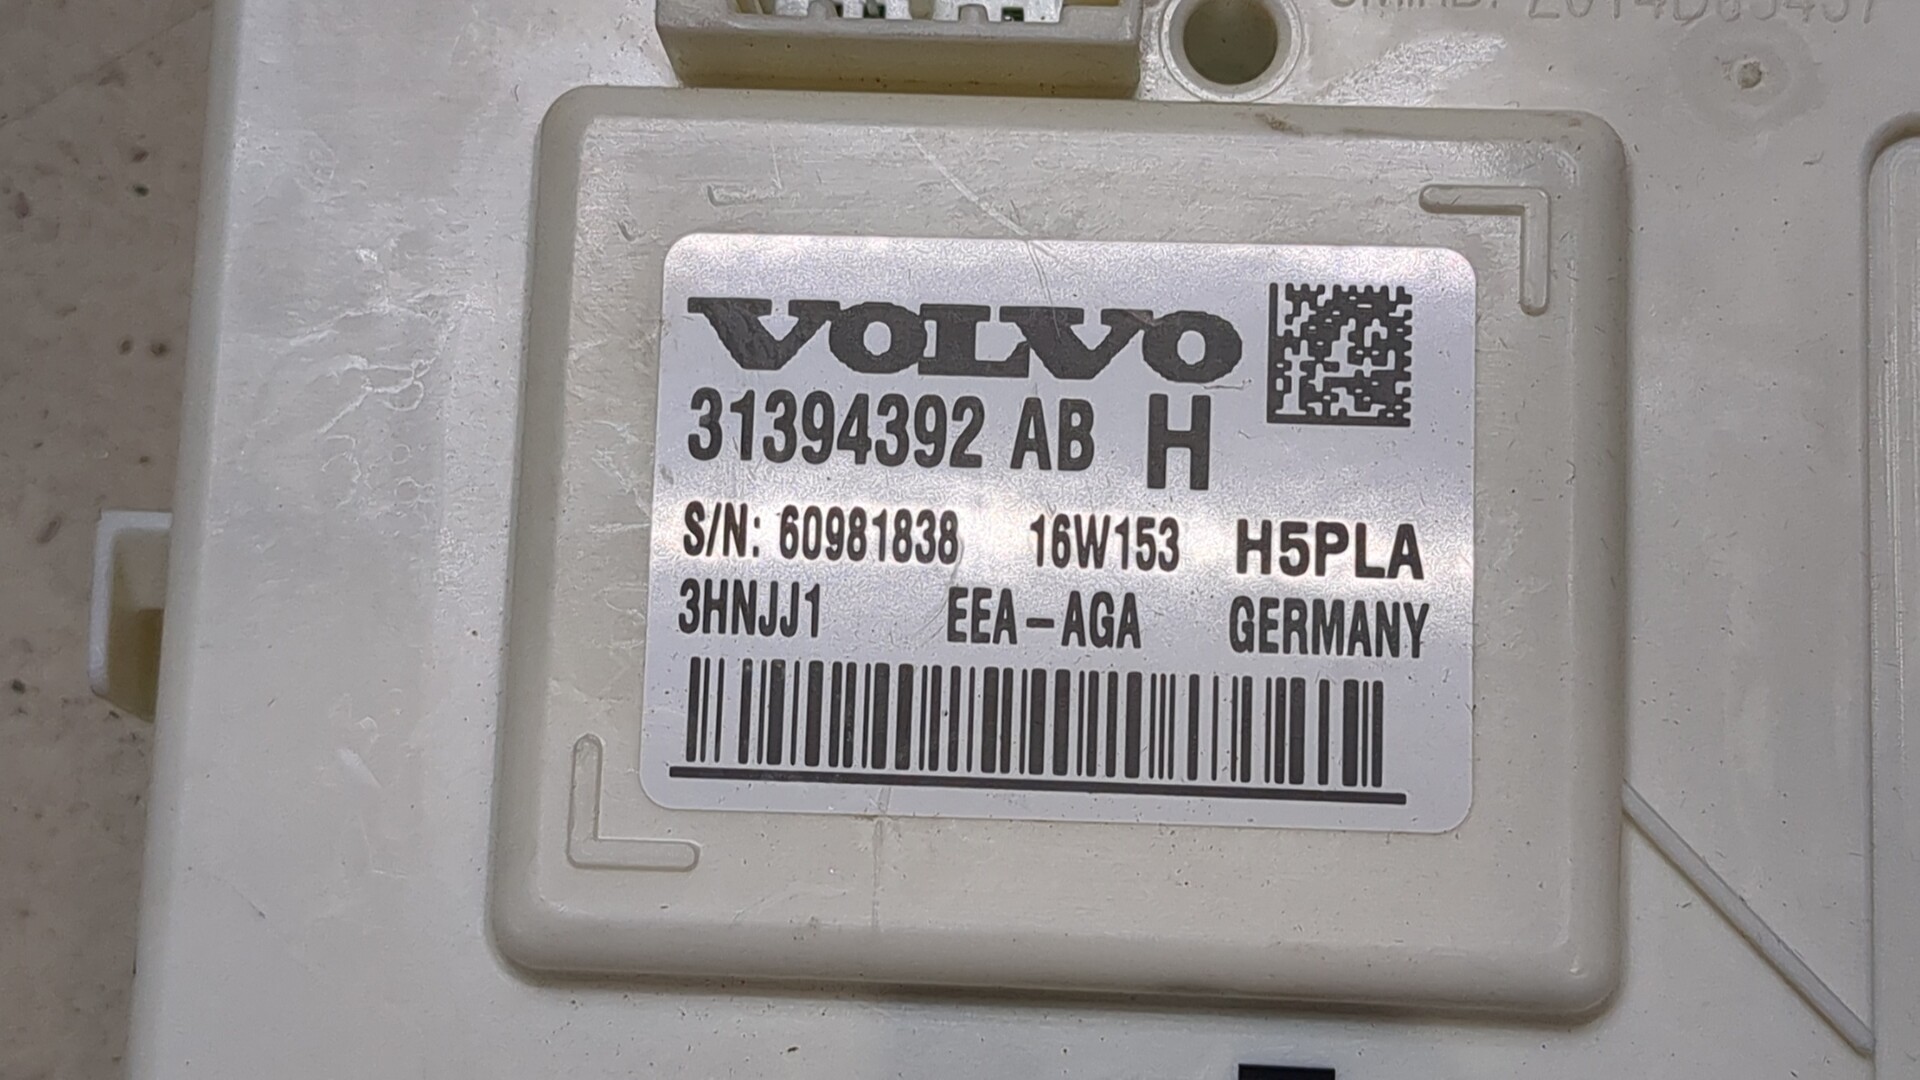 VOLVO
31394392 AB H
S/N: 60981838 16W153 H5PLA
3HNJJ1 EEA-AGA GERMANY